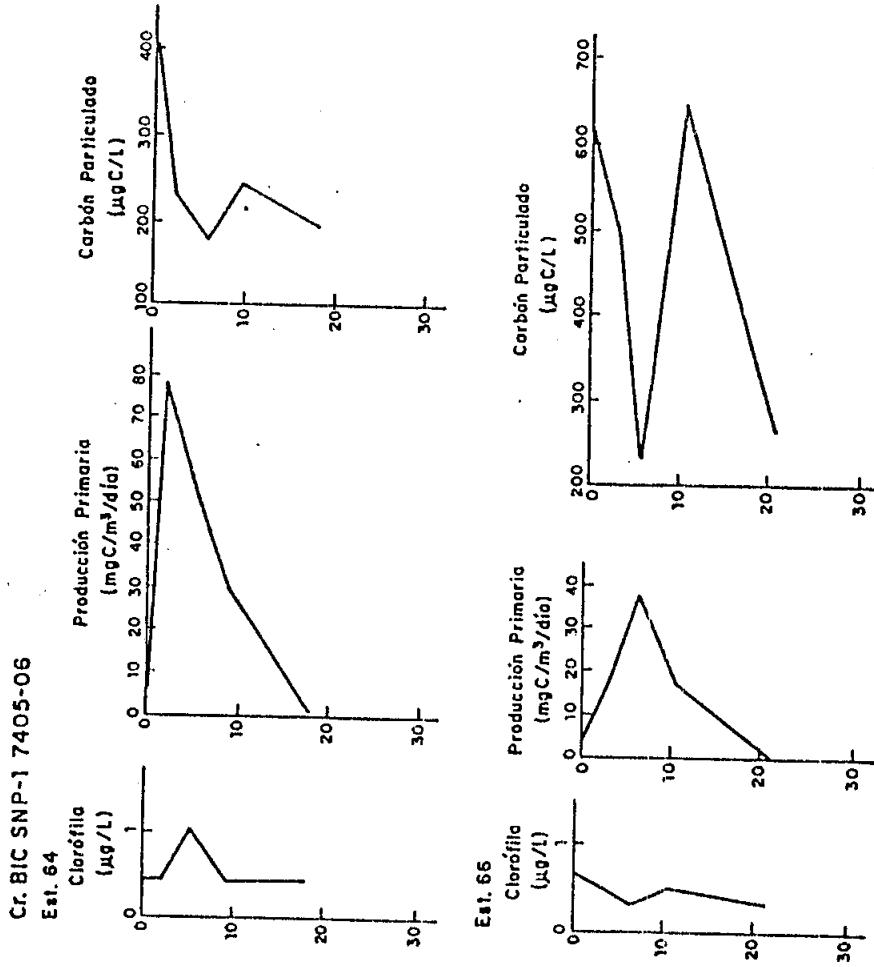 Cr. BIC SNP-1 7405-06
Est. 64
Clorófila
(µg/L)
0 1
0
10
20
30
Producción Primaria
(mgC/m³/día)
0 10 20 30 40 50 60 70 80
0
10
20
30
Carbón Particulado
(µgC/L)
100 200 300 400
0
10
20
30
Est. 66
Clorófila
(µg/L)
0 1
0
10
20
30
Producción Primaria
(mgC/m³/día)
0 10 20 30 40
0
10
20
30
Carbón Particulado
(µgC/L)
200 300 400 500 600 700
0
10
20
30